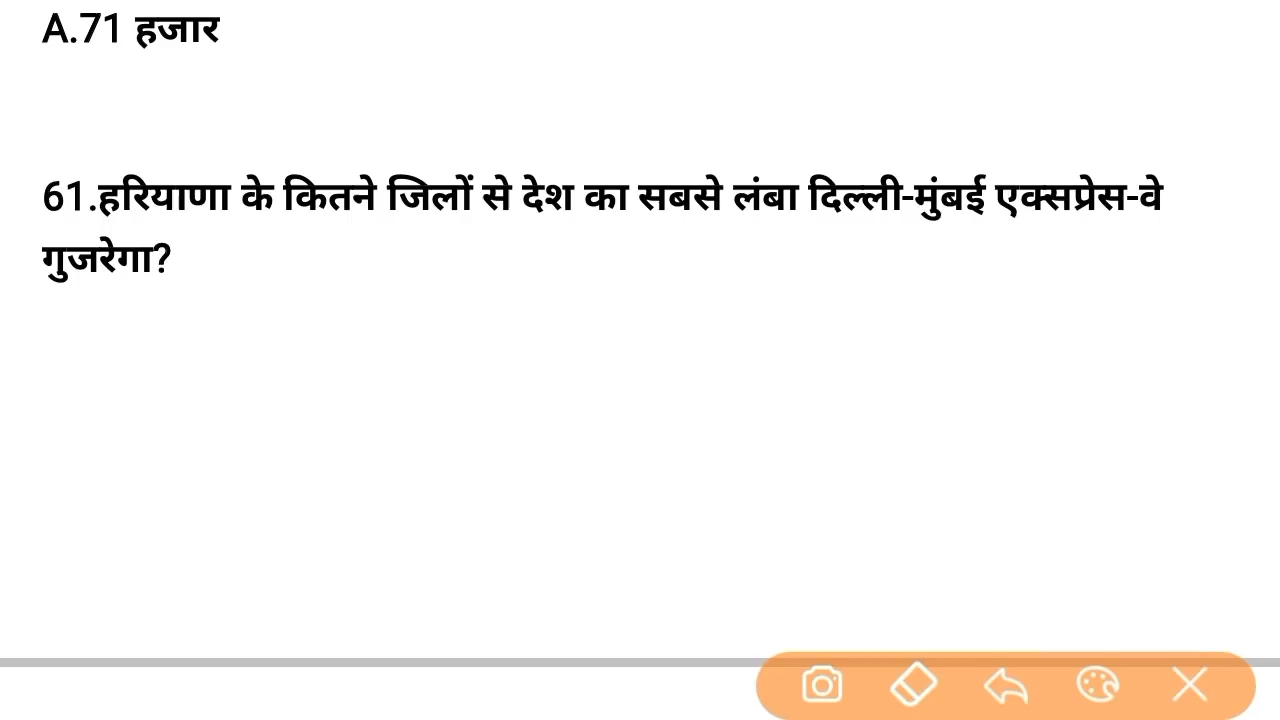 A.71 हजार
61.हरियाणा के कितने जिलों से देश का सबसे लंबा दिल्ली-मुंबई एक्सप्रेस-वे
गुजरेगा?